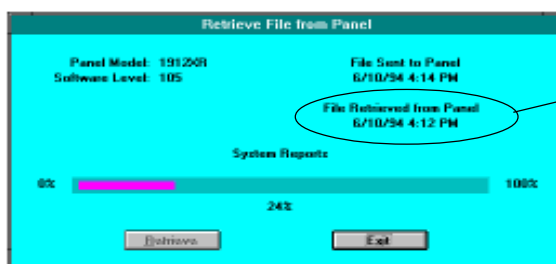 Retrieve File from Panel
Panel Model: 1912XR
Software Level: 105
File Sent to Panel
6/10/94 4:14 PM
File Retrieved from Panel
6/10/94 4:12 PM
System Reports
0%
100%
24%
Retrieve
Exit